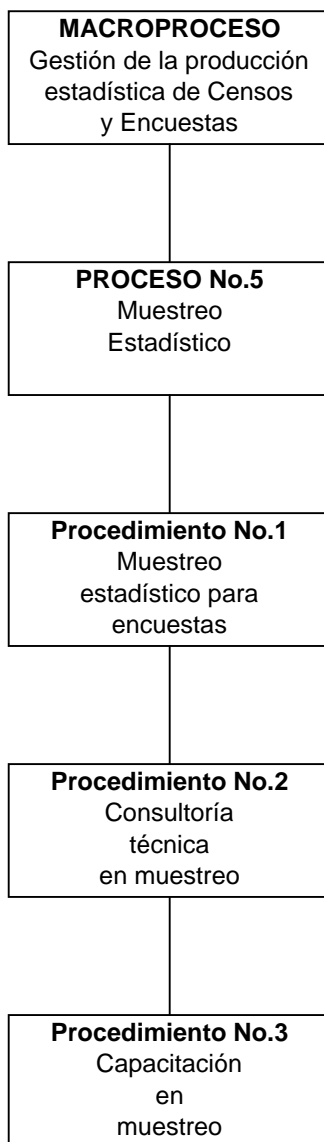 MACROPROCESO
Gestión de la producción
estadística de Censos
y Encuestas
PROCESO No.5
Muestreo
Estadístico
Procedimiento No.1
Muestreo
estadístico para
encuestas
Procedimiento No.2
Consultoría
técnica
en muestreo
Procedimiento No.3
Capacitación
en
muestreo